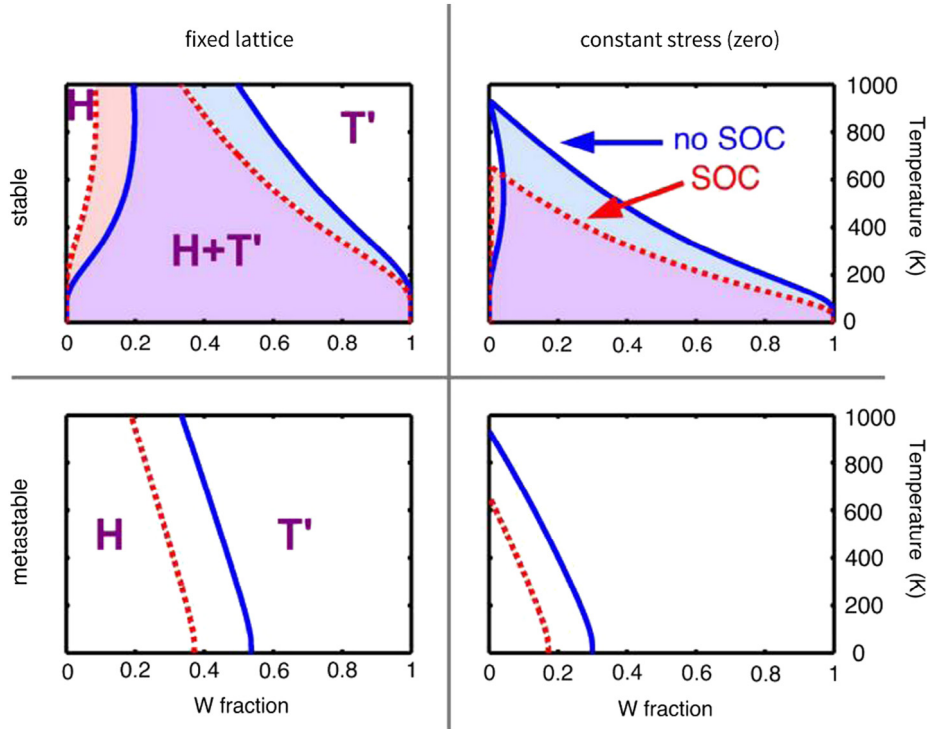 fixed lattice
constant stress (zero)
stable
H
T'
H+T'
0 0.2 0.4 0.6 0.8 1
no SOC
SOC
1000
800
600
400
200
0
Temperature (K)
0 0.2 0.4 0.6 0.8 1
metastable
H
T'
0 0.2 0.4 0.6 0.8 1
W fraction
1000
800
600
400
200
0
Temperature (K)
0 0.2 0.4 0.6 0.8 1
W fraction